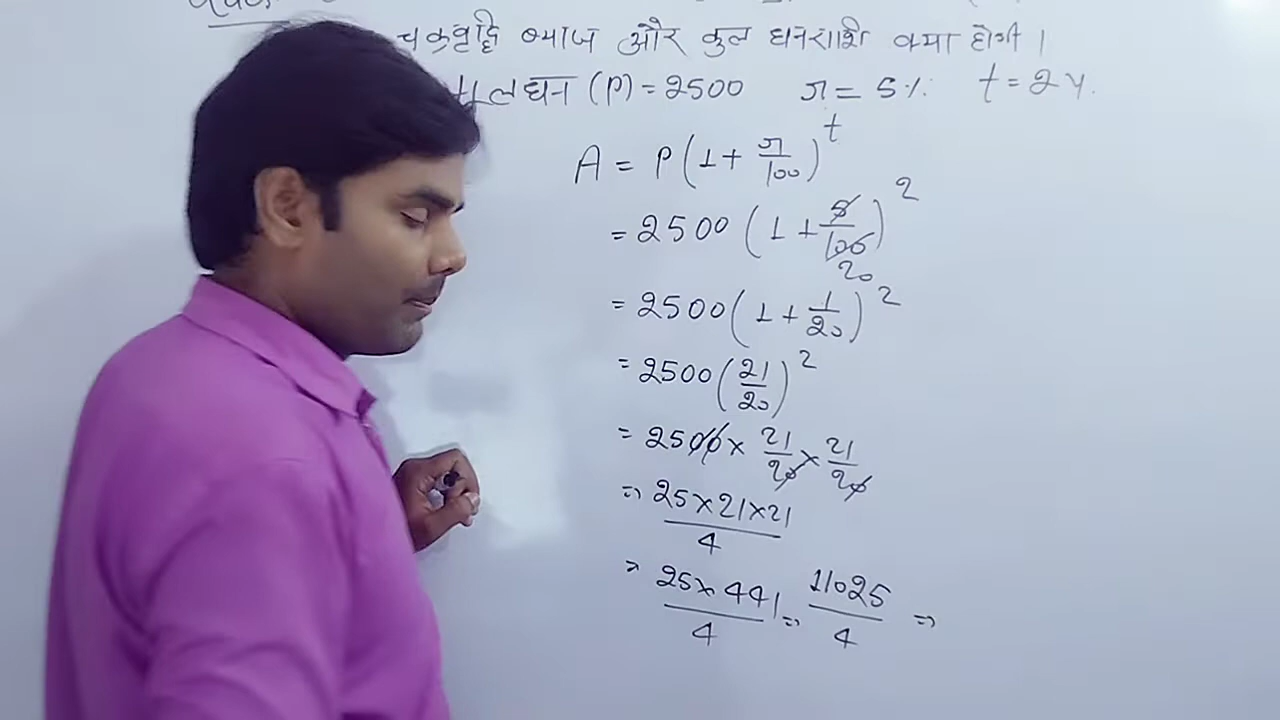 चक्रवृद्धि ब्याज और कुल धनराशि क्या होगी ।
मूलधन (P) = 2500 r = 5% t = 2 y.
A = P(1 + r/100)^t
= 2500 (1 + 5/100)^2
20
= 2500 (1 + 1/20)^2
= 2500 (21/20)^2
= 2500 × 21/20 × 21/20
⇒ 25×21×21/4
⇒ 25×441/4 ⇒ 11025/4 ⇒